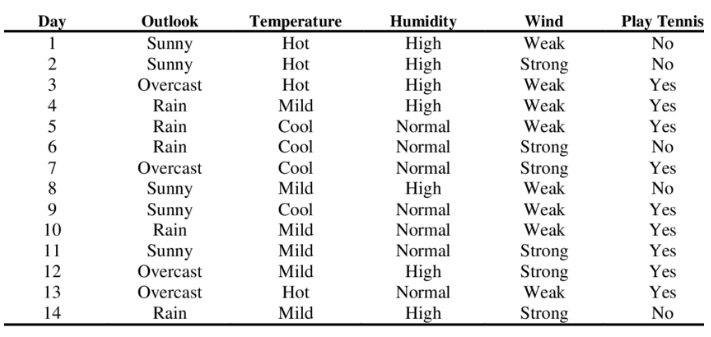 Day Outlook Temperature Humidity Wind Play Tennis
1 Sunny Hot High Weak No
2 Sunny Hot High Strong No
3 Overcast Hot High Weak Yes
4 Rain Mild High Weak Yes
5 Rain Cool Normal Weak Yes
6 Rain Cool Normal Strong No
7 Overcast Cool Normal Strong Yes
8 Sunny Mild High Weak No
9 Sunny Cool Normal Weak Yes
10 Rain Mild Normal Weak Yes
11 Sunny Mild Normal Strong Yes
12 Overcast Mild High Strong Yes
13 Overcast Hot Normal Weak Yes
14 Rain Mild High Strong No